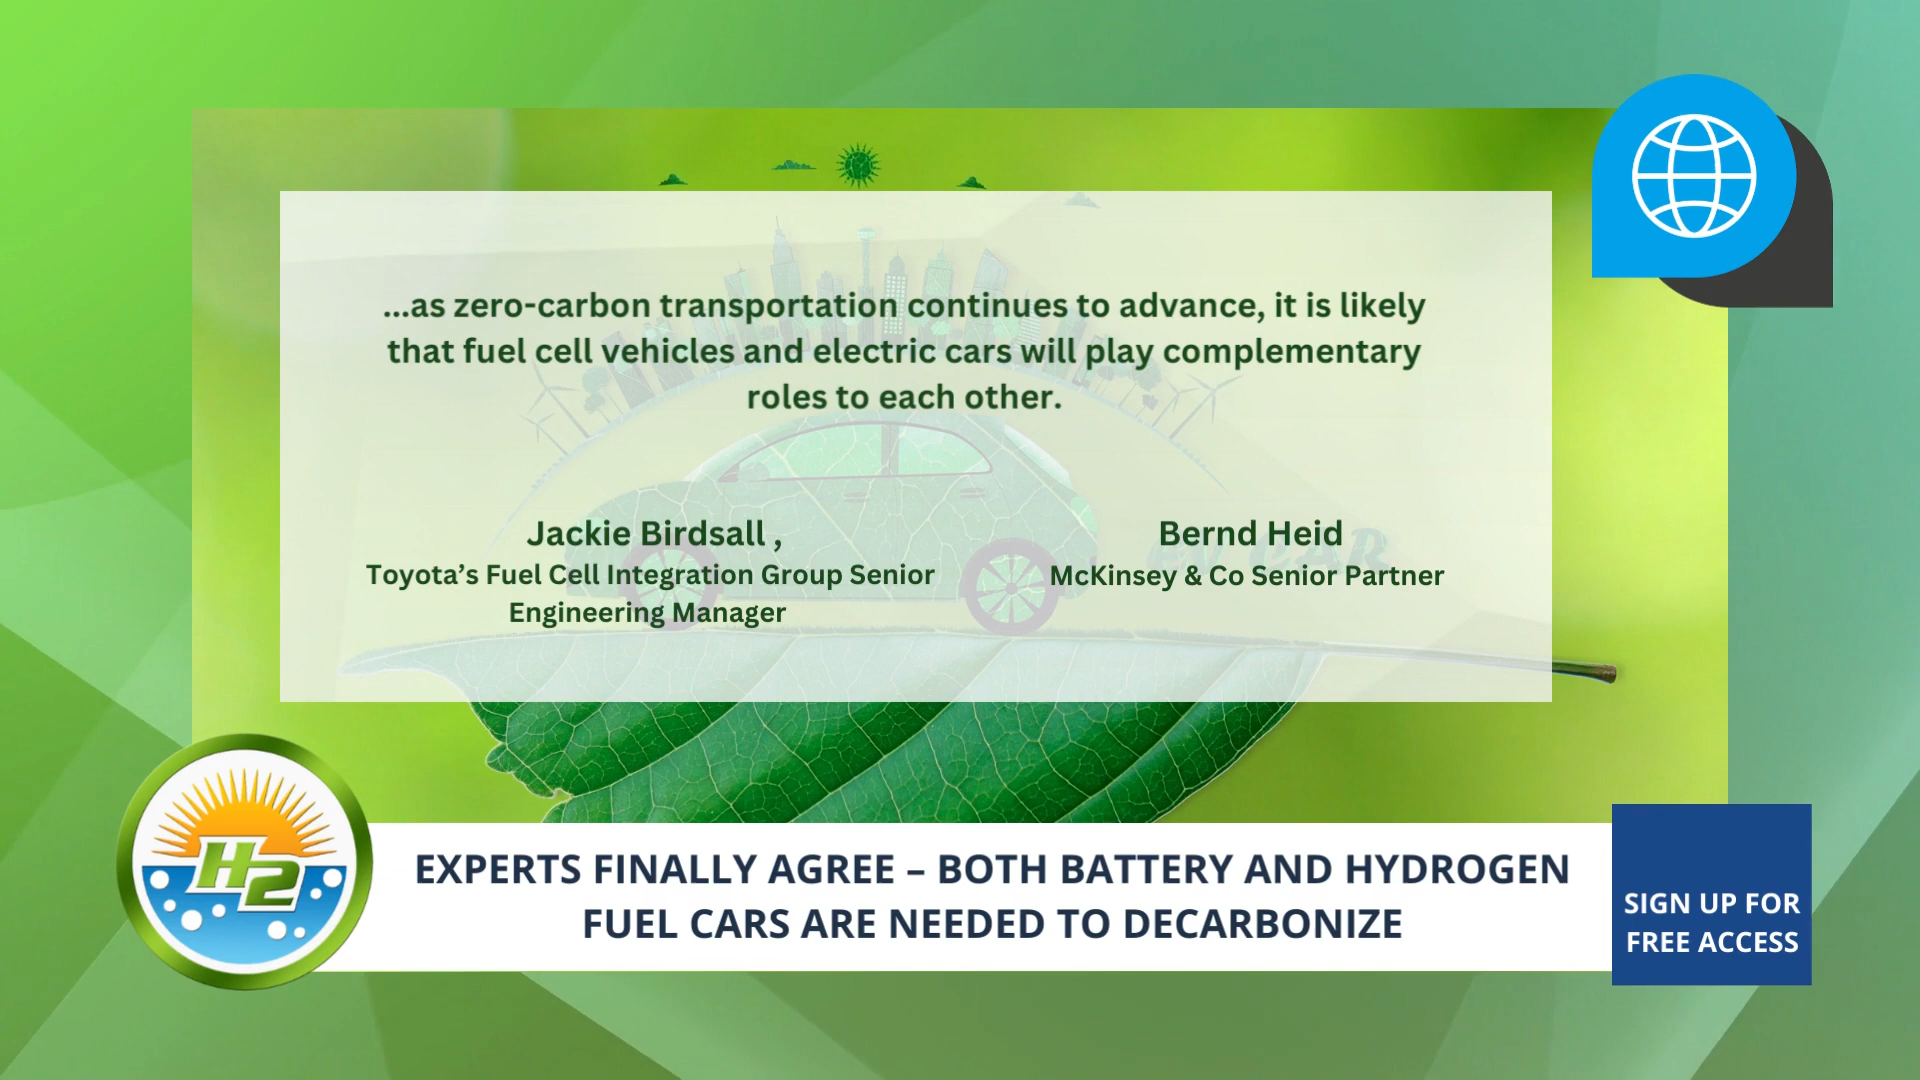 ...as zero-carbon transportation continues to advance, it is likely
that fuel cell vehicles and electric cars will play complementary
roles to each other.
Jackie Birdsall ,
Toyota’s Fuel Cell Integration Group Senior
Engineering Manager
Bernd Heid
McKinsey & Co Senior Partner
H2
EXPERTS FINALLY AGREE – BOTH BATTERY AND HYDROGEN
FUEL CARS ARE NEEDED TO DECARBONIZE
SIGN UP FOR
FREE ACCESS